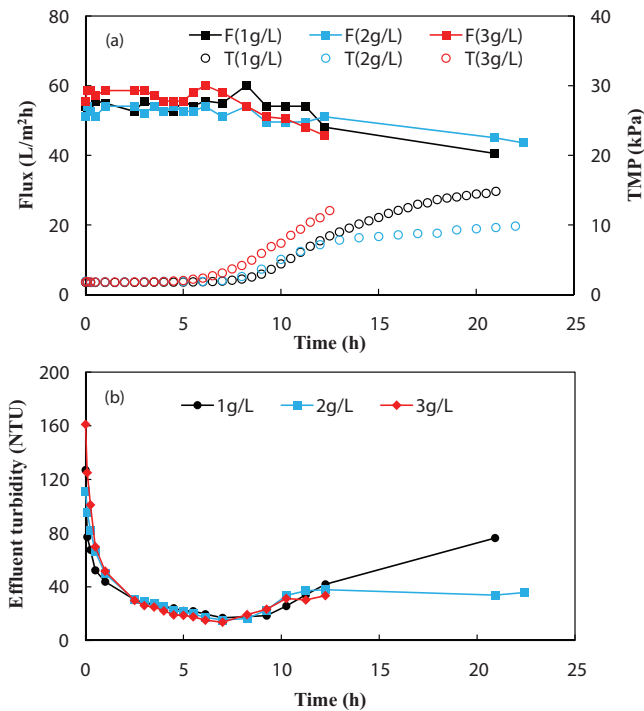 (a)
F(1g/L) F(2g/L) F(3g/L)
T(1g/L) T(2g/L) T(3g/L)
80
60
40
20
0
Flux (L/m²h)
40
30
20
10
0
TMP (kPa)
0 5 10 15 20 25
Time (h)
(b)
1g/L 2g/L 3g/L
200
160
120
80
40
0
Effluent turbidity (NTU)
0 5 10 15 20 25
Time (h)